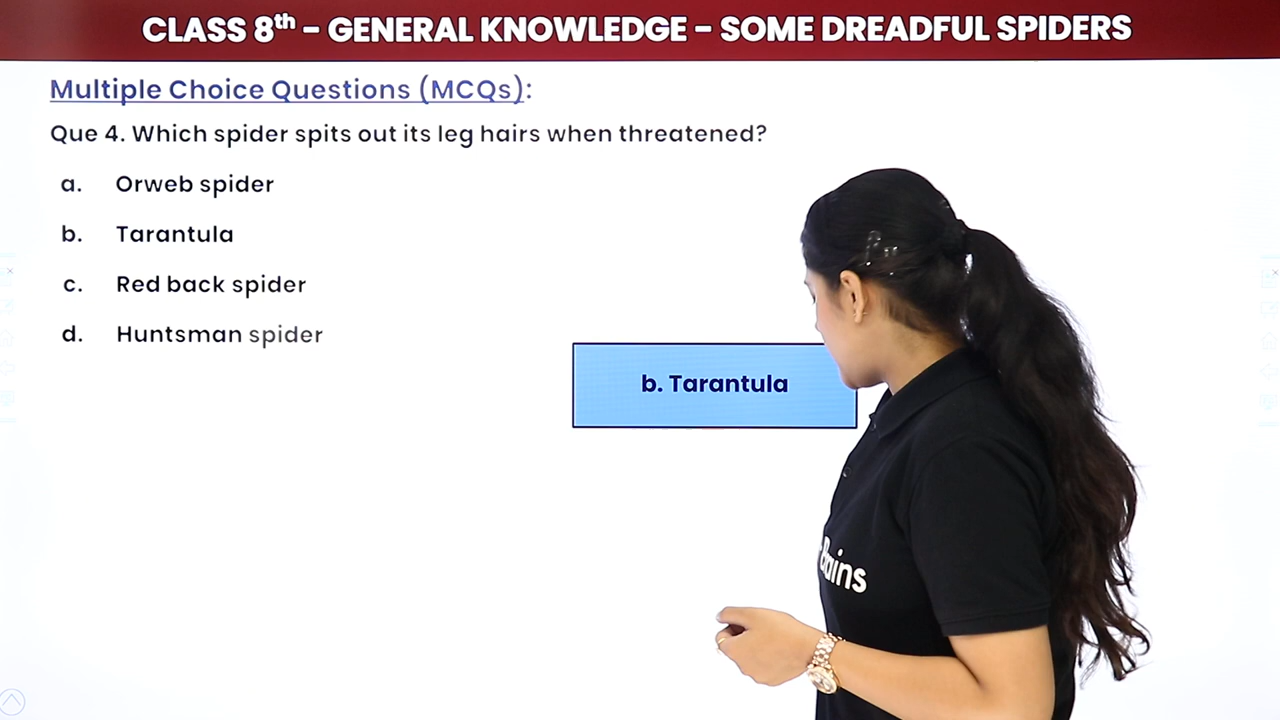 CLASS 8th – GENERAL KNOWLEDGE – SOME DREADFUL SPIDERS
Multiple Choice Questions (MCQs):
Que 4. Which spider spits out its leg hairs when threatened?
a. Orweb spider
b. Tarantula
c. Red back spider
d. Huntsman spider
b. Tarantula